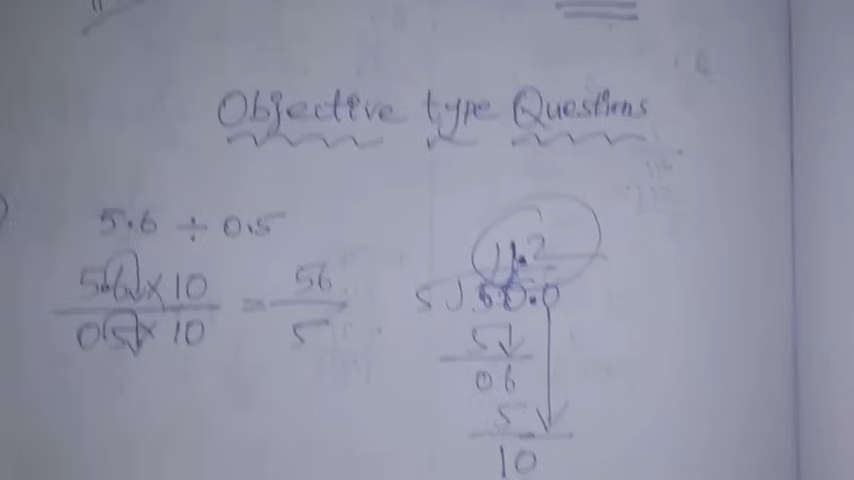 Objective type Questions
5.6 ÷ 0.5
5.6 × 10 / 0.5 × 10 = 56 / 5
11.2
5 ) 56.0
5
06
5
10